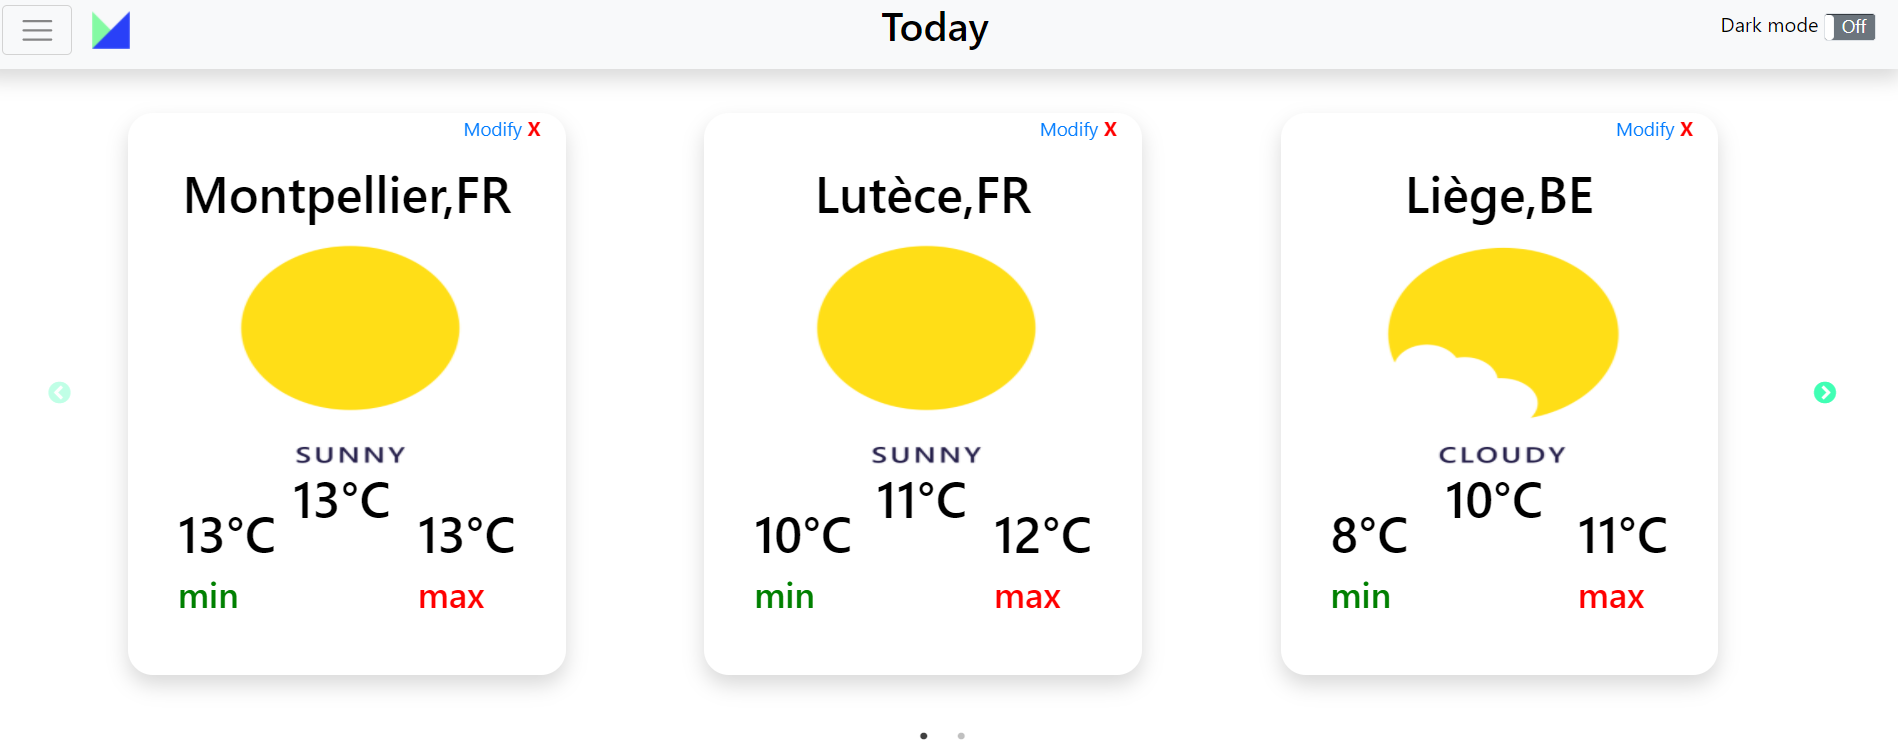 Today
Dark mode Off
Modify X
Montpellier,FR
SUNNY
13°C
13°C
13°C
min
max
Modify X
Lutèce,FR
SUNNY
11°C
10°C
12°C
min
max
Modify X
Liège,BE
CLOUDY
10°C
8°C
11°C
min
max